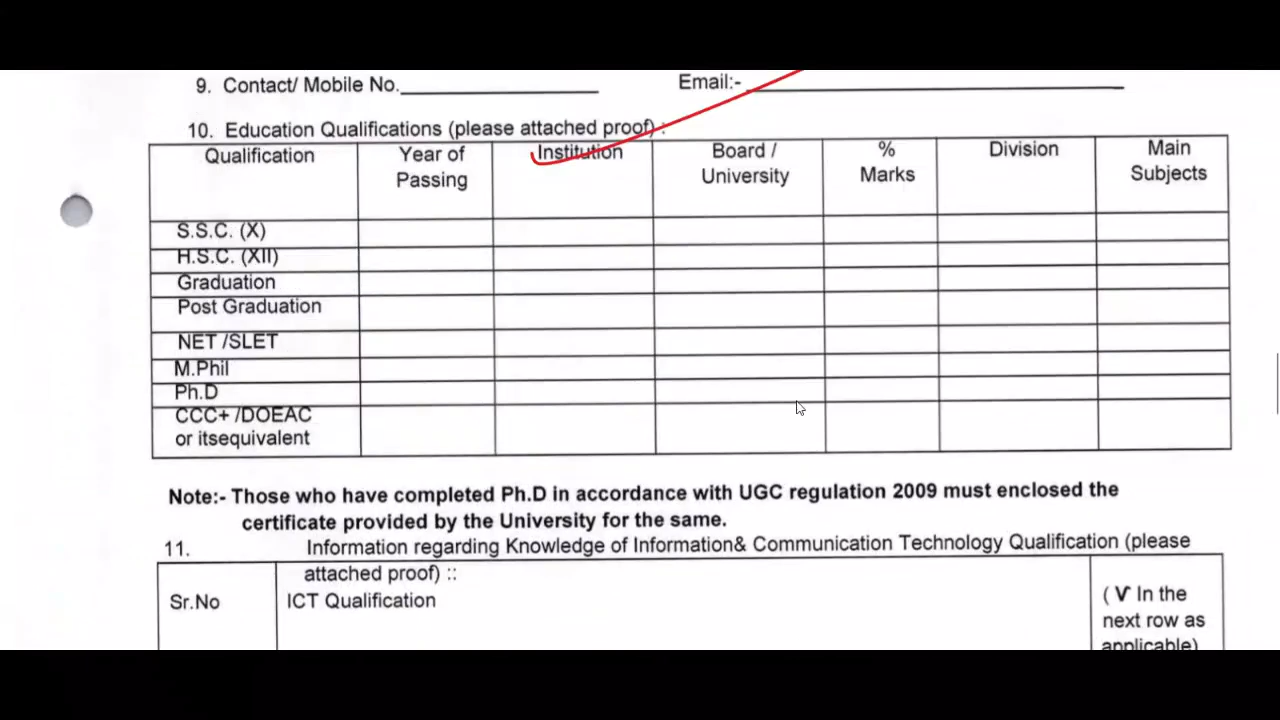 9. Contact/ Mobile No.____________________ Email:-____________________
10. Education Qualifications (please attached proof) :
Qualification Year of Passing Institution Board / University % Marks Division Main Subjects
S.S.C. (X)
H.S.C. (XII)
Graduation
Post Graduation
NET /SLET
M.Phil
Ph.D
CCC+ /DOEAC
or itsequivalent
Note:- Those who have completed Ph.D in accordance with UGC regulation 2009 must enclosed the
certificate provided by the University for the same.
11. Information regarding Knowledge of Information& Communication Technology Qualification (please
attached proof) ::
Sr.No ICT Qualification ( √ In the
next row as
applicable)